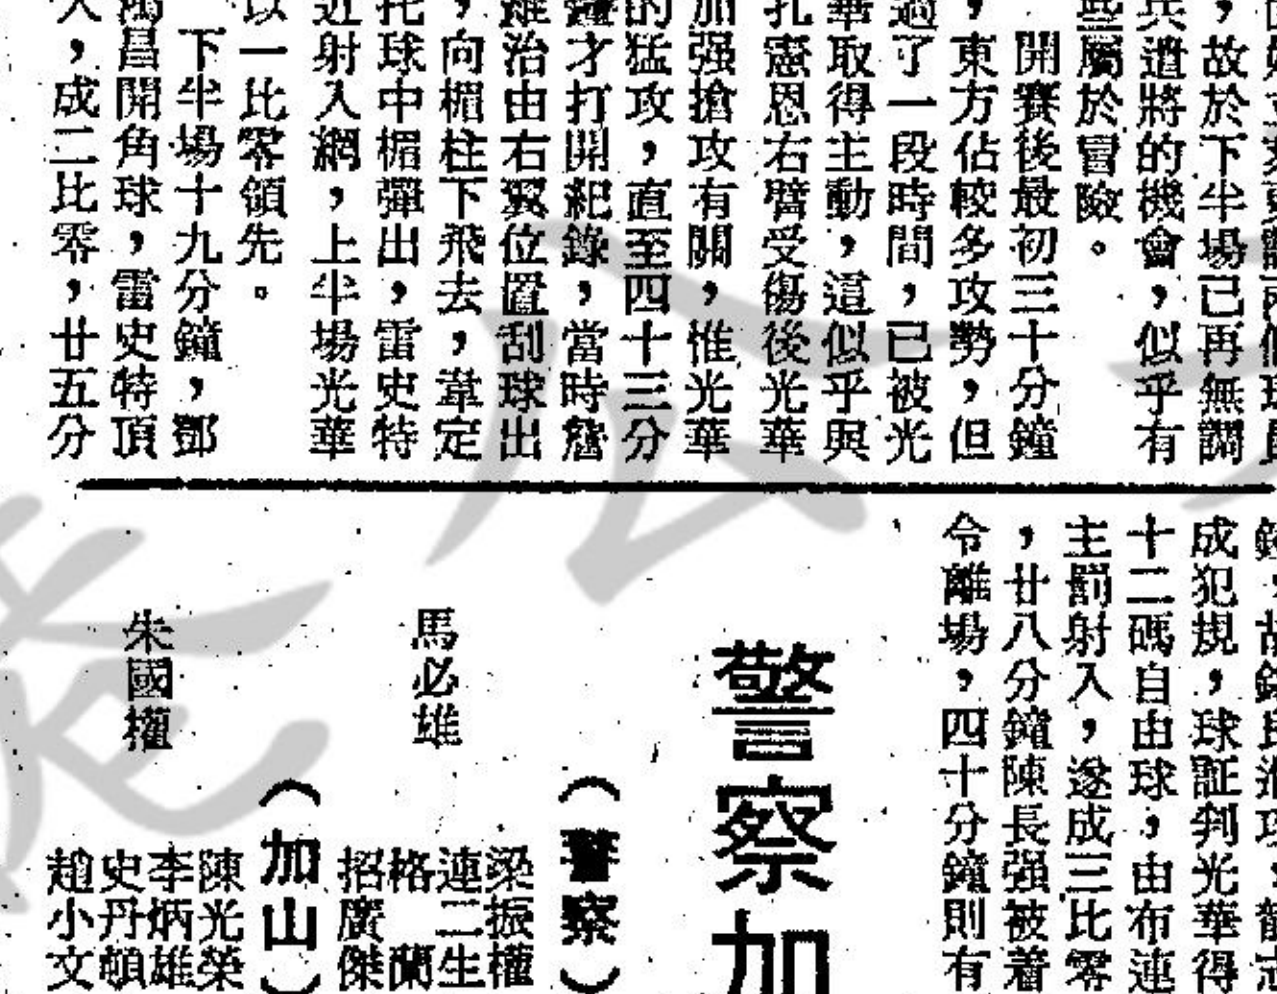 ，故於下半場已再無調
兵遣將的機會，似乎有
些屬於冒險。
開賽後最初三十分鐘
，東方佔較多攻勢，但
過了一段時間，已被光
華取得主動，這似乎與
孔憲恩右臂受傷後光華
加强搶攻有關，惟光華
的猛攻，直至四十三分
鐘才打開紀錄，當時詹
維治由右翼位置刮球出
，向楣柱下飛去，韋定
托球中楣彈出，雷史特
近射入網，上半場光華
以一比零領先。
下半場十九分鐘，鄧
鴻昌開角球，雷史特頂
入，成二比零，廿五分
成犯規，球証判光華得
十二碼自由球，由布連
主罰射入，遂成三比零
，廿八分鐘陳長强被着
令離場，四十分鐘則有
警察加
（警察）
梁振權
連二生
格蘭
招廣傑
馬必雄
（加山）
陳光榮
李炳雄
史丹頓
趙小文
朱國權